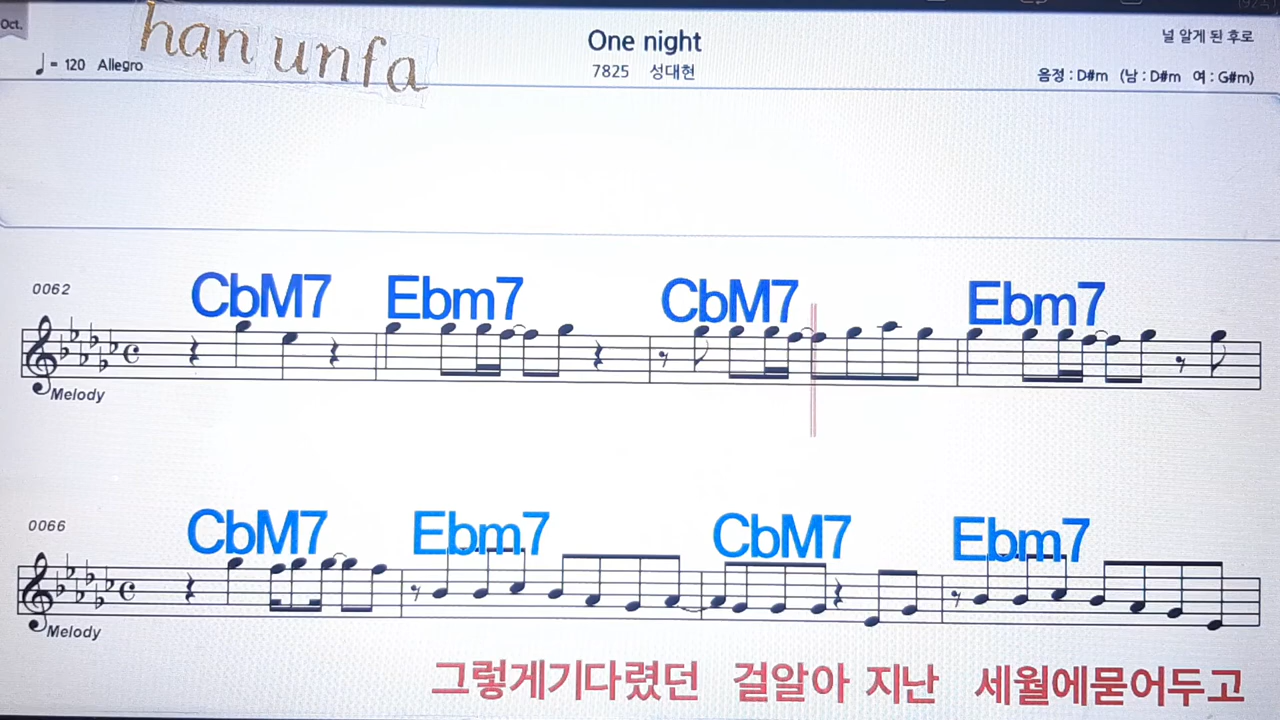 Oct.
han unfa
One night
널 알게 된 후로
♩ = 120 Allegro
7825 성대현
음정 : D#m (남 : D#m 여 : G#m)
0062
CbM7 Ebm7 CbM7 Ebm7
Melody
0066
CbM7 Ebm7 CbM7 Ebm7
Melody
그렇게기다렸던 걸알아 지난 세월에묻어두고